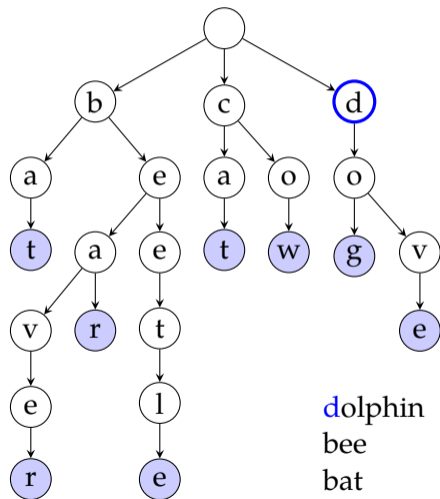 b c d
a e a o o
t a e t w g v
v r t e
e l
r e
dolphin
bee
bat